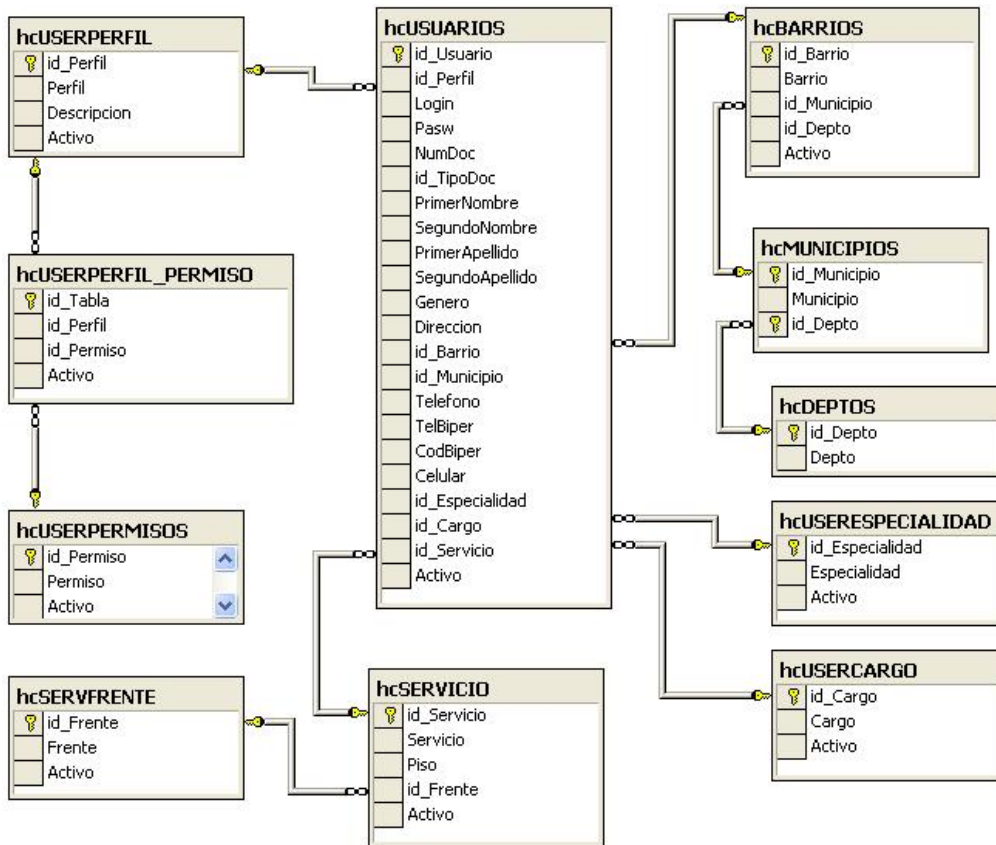 hcUSERPERFIL
id_Perfil
Perfil
Descripcion
Activo
hcUSERPERFIL_PERMISO
id_Tabla
id_Perfil
id_Permiso
Activo
hcUSERPERMISOS
id_Permiso
Permiso
Activo
hcSERVFRENTE
id_Frente
Frente
Activo
hcUSUARIOS
id_Usuario
id_Perfil
Login
Pasw
NumDoc
id_TipoDoc
PrimerNombre
SegundoNombre
PrimerApellido
SegundoApellido
Genero
Direccion
id_Barrio
id_Municipio
Telefono
TelBiper
CodBiper
Celular
id_Especialidad
id_Cargo
id_Servicio
Activo
hcSERVICIO
id_Servicio
Servicio
Piso
id_Frente
Activo
hcBARRIOS
id_Barrio
Barrio
id_Municipio
id_Depto
Activo
hcMUNICIPIOS
id_Municipio
Municipio
id_Depto
hcDEPTOS
id_Depto
Depto
hcUSERESPECIALIDAD
id_Especialidad
Especialidad
Activo
hcUSERCARGO
id_Cargo
Cargo
Activo